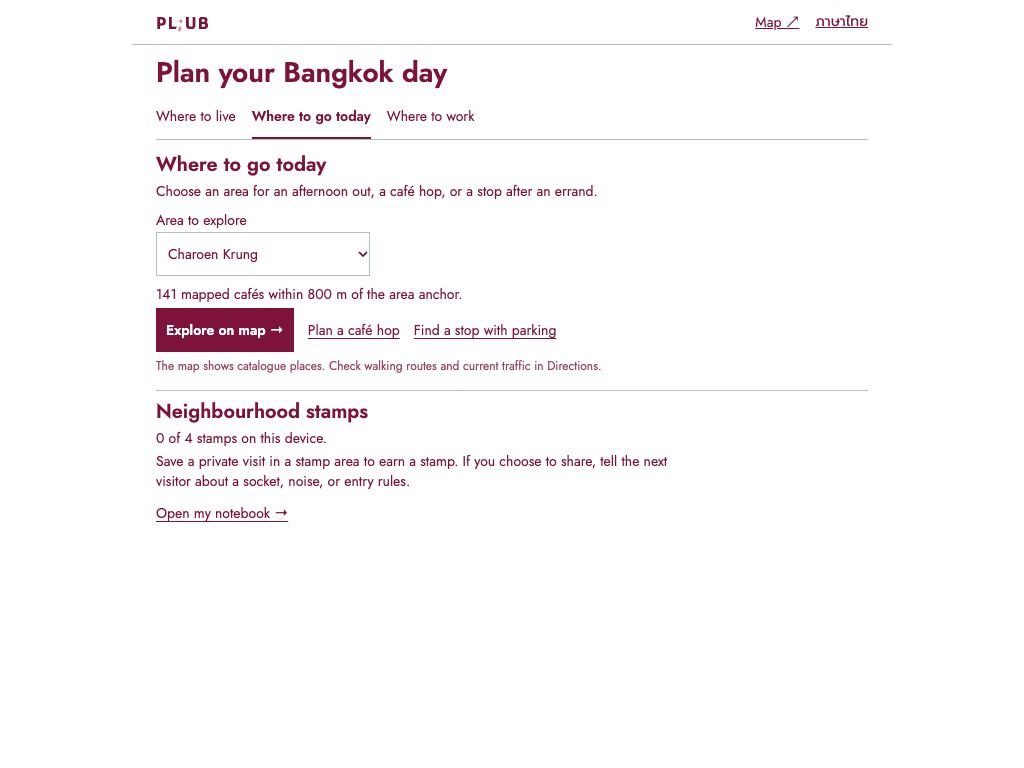 PL;UB
Map ↗ ภาษาไทย
Plan your Bangkok day
Where to live Where to go today Where to work
Where to go today
Choose an area for an afternoon out, a café hop, or a stop after an errand.
Area to explore
Charoen Krung
141 mapped cafés within 800 m of the area anchor.
Explore on map → Plan a café hop Find a stop with parking
The map shows catalogue places. Check walking routes and current traffic in Directions.
Neighbourhood stamps
0 of 4 stamps on this device.
Save a private visit in a stamp area to earn a stamp. If you choose to share, tell the next
visitor about a socket, noise, or entry rules.
Open my notebook →